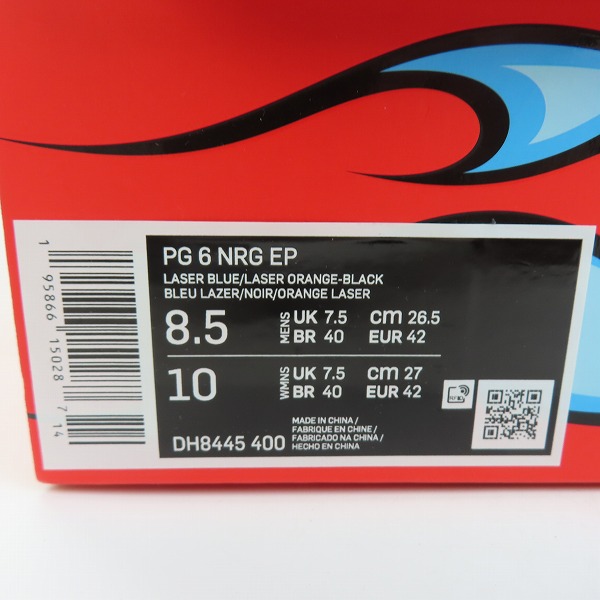 PG 6 NRG EP
LASER BLUE/LASER ORANGE-BLACK
BLEU LAZER/NOIR/ORANGE LASER
8.5 MENS UK 7.5 cm 26.5
BR 40 EUR 42
10 WMNS UK 7.5 cm 27
BR 40 EUR 42
DH8445 400
MADE IN CHINA /
FABRIQUE EN CHINE /
FABRICADO NA CHINA /
HECHO EN CHINA
1 95866 15028 7 14